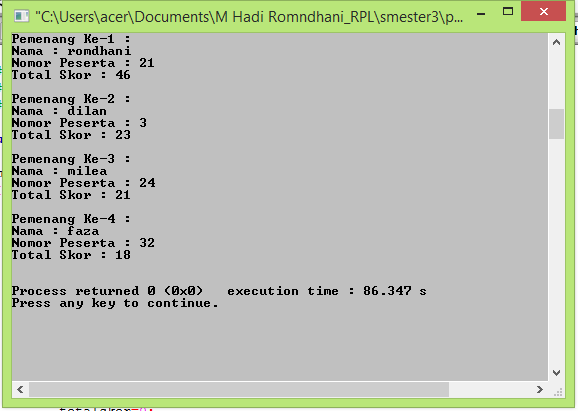 "C:\Users\acer\Documents\M Hadi Romndhani_RPL\smester3\p...
Pemenang Ke-1 :
Nama : romdhani
Nomor Peserta : 21
Total Skor : 46
Pemenang Ke-2 :
Nama : dilan
Nomor Peserta : 3
Total Skor : 23
Pemenang Ke-3 :
Nama : milea
Nomor Peserta : 24
Total Skor : 21
Pemenang Ke-4 :
Nama : faza
Nomor Peserta : 32
Total Skor : 18
Process returned 0 (0x0) execution time : 86.347 s
Press any key to continue.